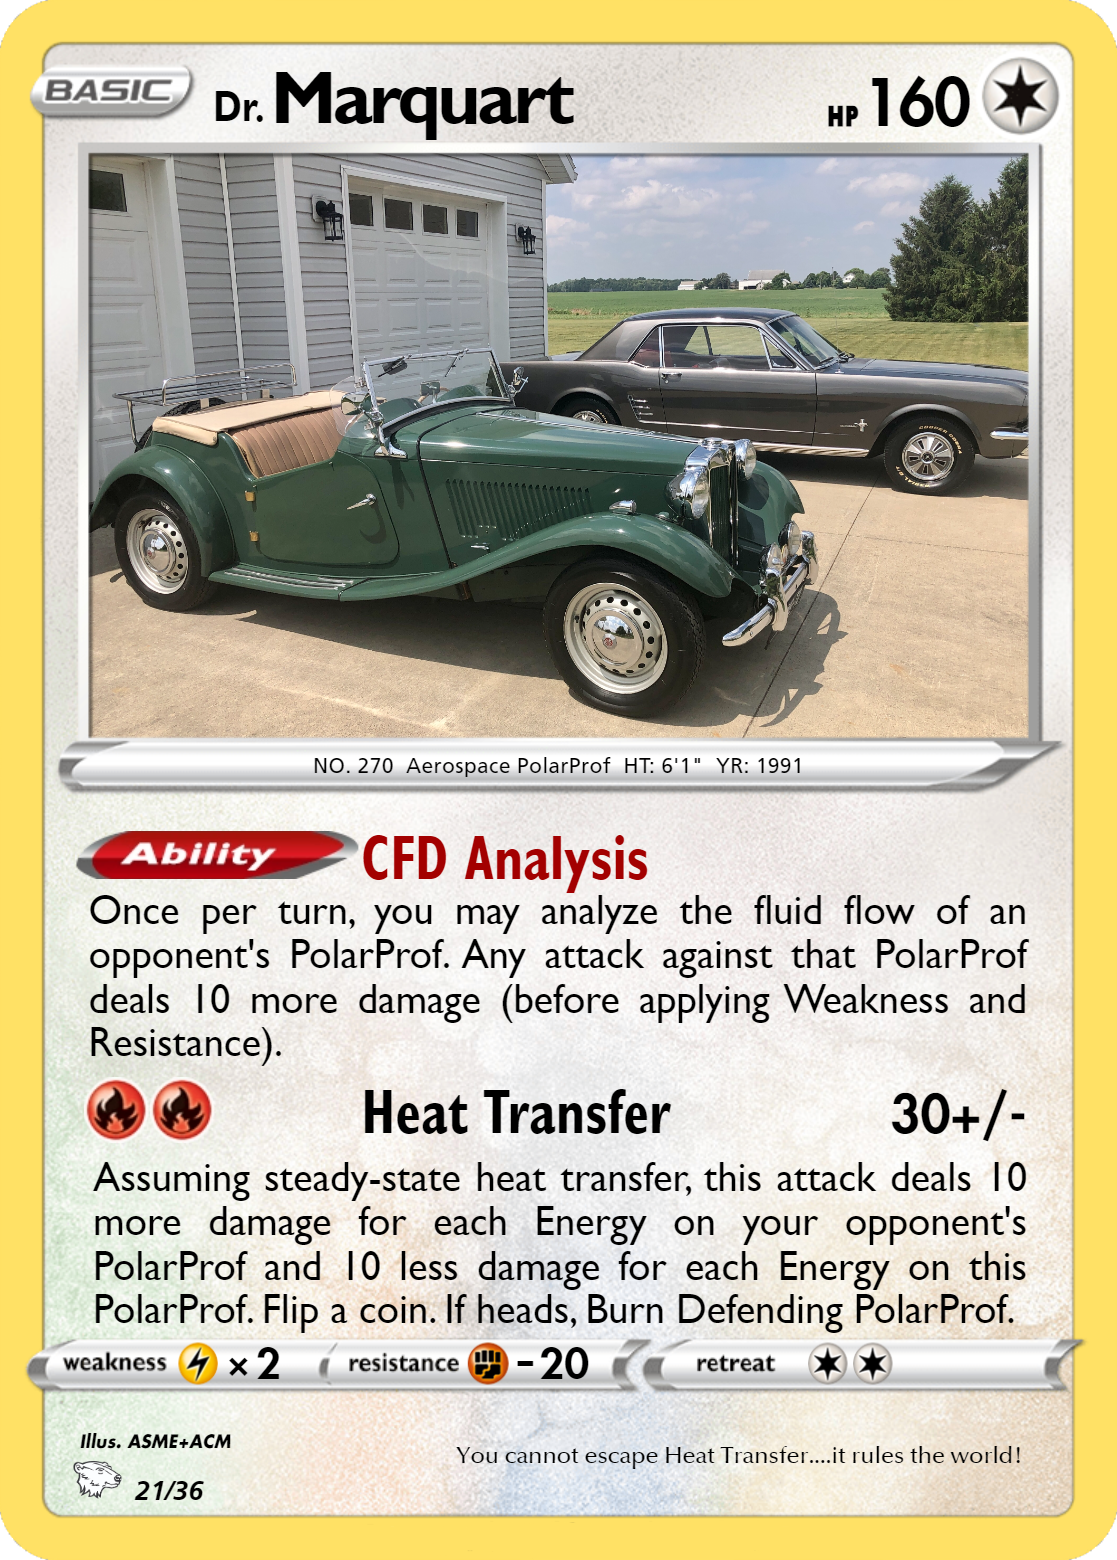 BASIC
Dr. Marquart
HP 160
NO. 270 Aerospace PolarProf HT: 6'1" YR: 1991
Ability CFD Analysis
Once per turn, you may analyze the fluid flow of an
opponent's PolarProf. Any attack against that PolarProf
deals 10 more damage (before applying Weakness and
Resistance).
Heat Transfer 30+/-
Assuming steady-state heat transfer, this attack deals 10
more damage for each Energy on your opponent's
PolarProf and 10 less damage for each Energy on this
PolarProf. Flip a coin. If heads, Burn Defending PolarProf.
weakness ×2 resistance -20 retreat
Illus. ASME+ACM
You cannot escape Heat Transfer....it rules the world!
21/36